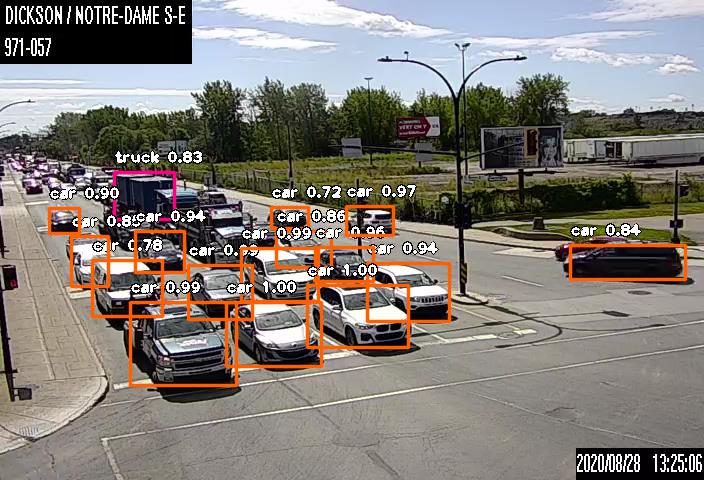 DICKSON / NOTRE-DAME S-E
971-057
truck 0.83
car 0.90
car 0.72
car 0.97
car 0.94
car 0.86
car 0.84
car 0.78
car 0.99
car 0.96
car 0.94
car 1.00
car 0.99
car 1.00
2020/08/28 13:25:06